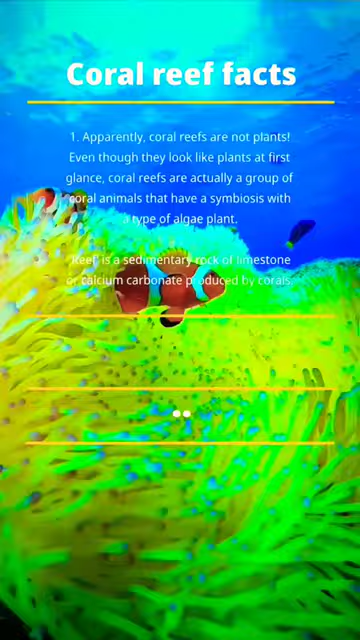 Coral reef facts
1. Apparently, coral reefs are not plants!
Even though they look like plants at first
glance, coral reefs are actually a group of
coral animals that have a symbiosis with
a type of algae plant.
"Reef" is a sedimentary rock of limestone
or calcium carbonate produced by corals.